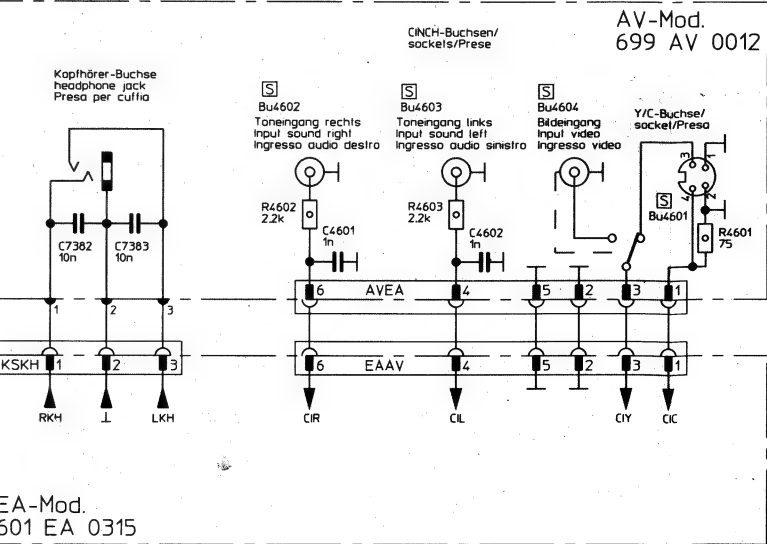 AV-Mod.
699 AV 0012
CINCH-Buchsen/
sockets/Prese
Kopfhörer-Buchse
headphone jack
Presa per cuffia
S
Bu4602
Toneingang rechts
Input sound right
Ingresso audio destro
S
Bu4603
Toneingang links
Input sound left
Ingresso audio sinistro
S
Bu4604
Bildeingang
Input video
Ingresso video
Y/C-Buchse/
socket/Presa
3
1
4
2
S
Bu4601
R4601
75
R4602
2.2k
C4601
1n
R4603
2.2k
C4602
1n
C7382
10n
C7383
10n
6
AVEA
4
5
2
3
1
1
2
3
KSKH
1
2
3
6
EAAV
4
5
2
3
1
RKH
⊥
LKH
CIR
CIL
CIY
CIC
EA-Mod.
601 EA 0315